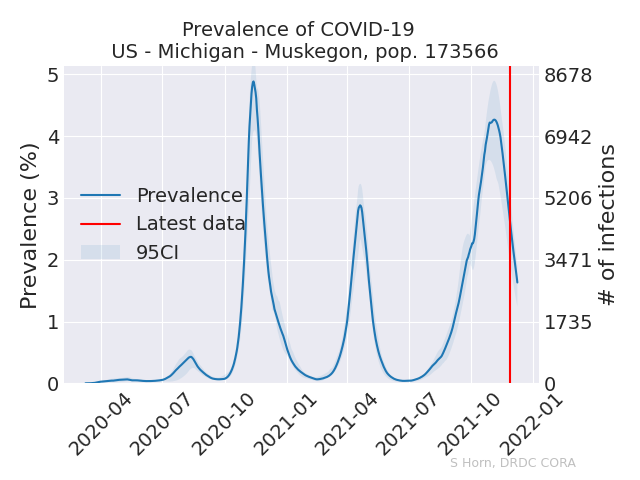 Prevalence of COVID-19
US - Michigan - Muskegon, pop. 173566
Prevalence (%)
5
4
3
2
1
0
8678
6942
5206
3471
1735
0
# of infections
Prevalence
Latest data
95CI
2020-04
2020-07
2020-10
2021-01
2021-04
2021-07
2021-10
2022-01
S Horn, DRDC CORA